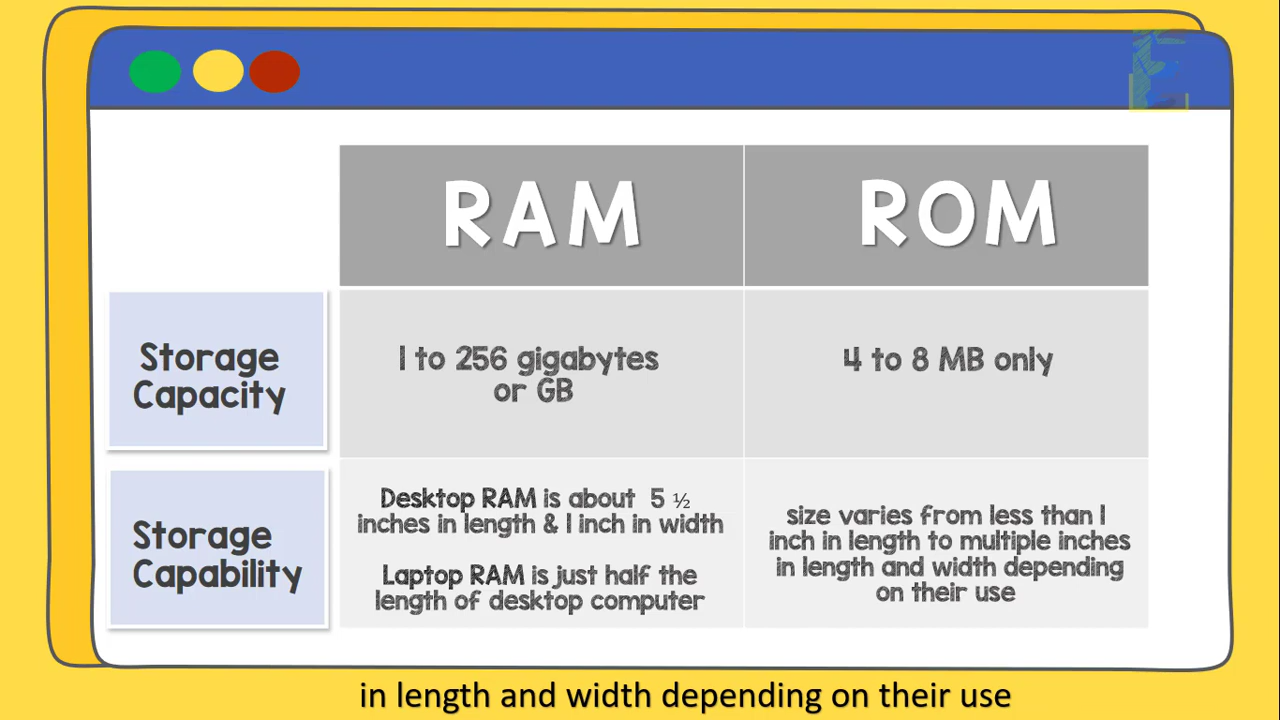 RAM
ROM
Storage
Capacity
1 to 256 gigabytes
or GB
4 to 8 MB only
Storage
Capability
Desktop RAM is about 5 ½
inches in length & 1 inch in width
Laptop RAM is just half the
length of desktop computer
size varies from less than 1
inch in length to multiple inches
in length and width depending
on their use
in length and width depending on their use